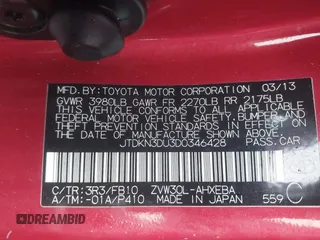 MFD.BY:TOYOTA MOTOR CORPORATION 03/13
GVWR 3980LB GAWR FR 2270LB RR 2175LB
THIS VEHICLE CONFORMS TO ALL APPLICABLE
FEDERAL MOTOR VEHICLE SAFETY, BUMPER, AND
THEFT PREVENTION STANDARDS IN EFFECT ON
THE DATE OF MANUFACTURE SHOWN ABOVE.
JTDKN3DU3D0346428 PASS.CAR
C/TR:3R3/FB10 ZVW30L-AHXEBA
A/TM:-01A/P410 MADE IN JAPAN 559
C
DREAMBID